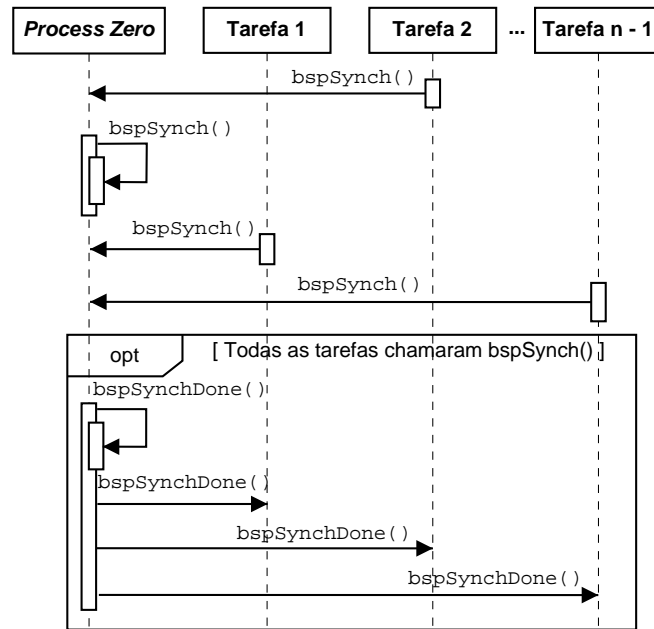 Process Zero
Tarefa 1
Tarefa 2
...
Tarefa n - 1
bspSynch()
bspSynch()
bspSynch()
bspSynch()
opt
[ Todas as tarefas chamaram bspSynch() ]
bspSynchDone()
bspSynchDone()
bspSynchDone()
bspSynchDone()